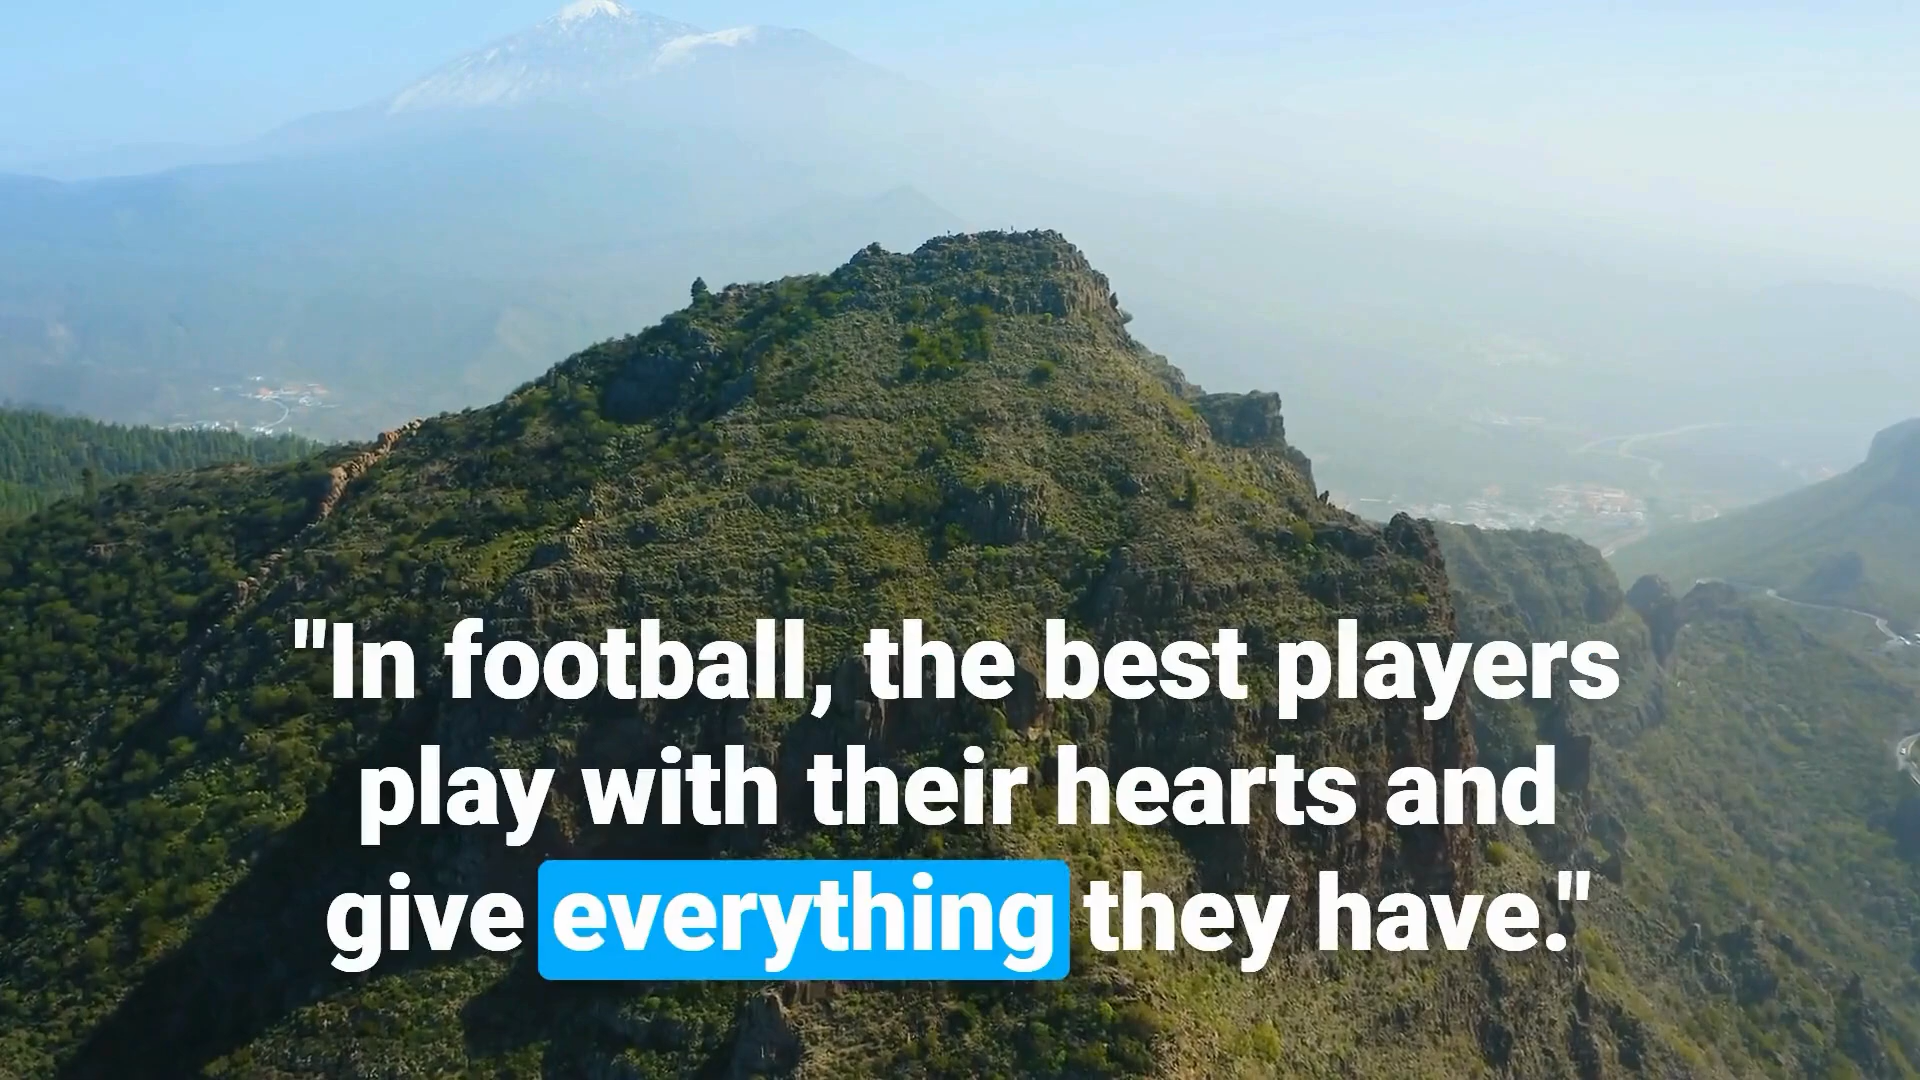 "In football, the best players
play with their hearts and
give everything they have."